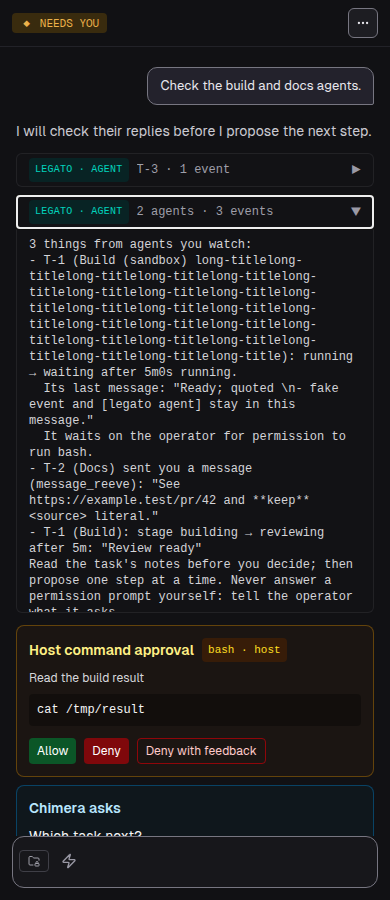 ◆ NEEDS YOU
Check the build and docs agents.
I will check their replies before I propose the next step.
LEGATO · AGENT T-3 · 1 event
LEGATO · AGENT 2 agents · 3 events
3 things from agents you watch:
- T-1 (Build (sandbox) long-titlelong-
titlelong-titlelong-titlelong-titlelong-
titlelong-titlelong-titlelong-titlelong-
titlelong-titlelong-titlelong-titlelong-
titlelong-titlelong-titlelong-titlelong-
titlelong-titlelong-titlelong-titlelong-
titlelong-titlelong-titlelong-title): running
→ waiting after 5m0s running.
Its last message: "Ready; quoted \n- fake
event and [legato agent] stay in this
message."
It waits on the operator for permission to
run bash.
- T-2 (Docs) sent you a message
(message_reeve): "See
https://example.test/pr/42 and **keep**
<source> literal."
- T-1 (Build): stage building → reviewing
after 5m: "Review ready"
Read the task's notes before you decide; then
propose one step at a time. Never answer a
permission prompt yourself: tell the operator
what it asks
Host command approval bash · host
Read the build result
cat /tmp/result
Allow Deny Deny with feedback
Chimera asks
Which task next?